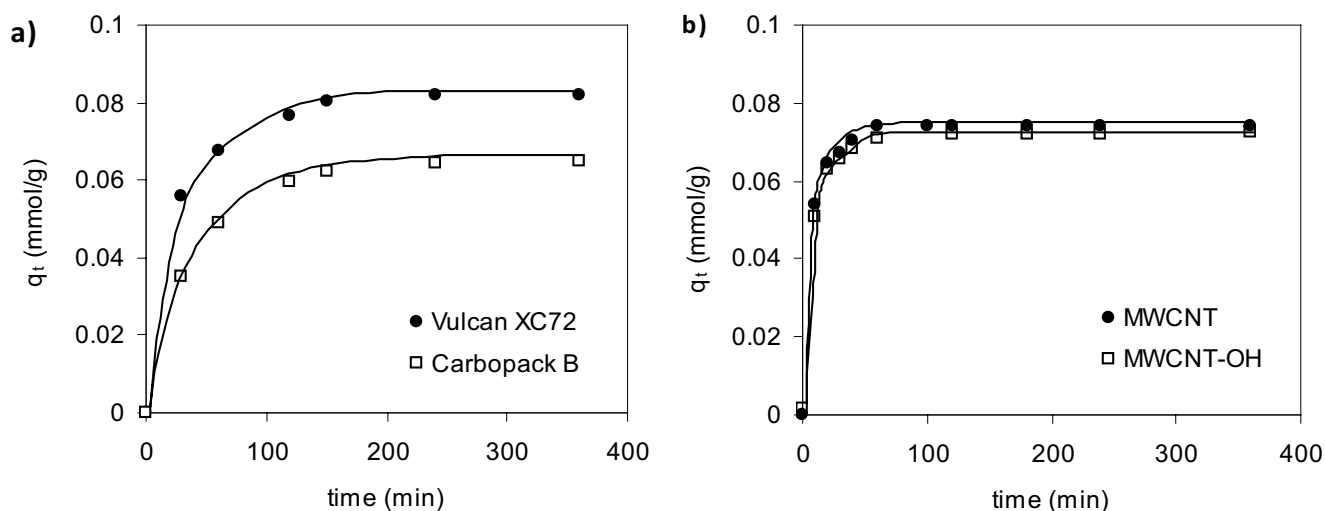 a)
0.1
0.08
0.06
0.04
0.02
0
qt (mmol/g)
Vulcan XC72
Carbopack B
0 100 200 300 400
time (min)
b)
0.1
0.08
0.06
0.04
0.02
0
qt (mmol/g)
MWCNT
MWCNT-OH
0 100 200 300 400
time (min)